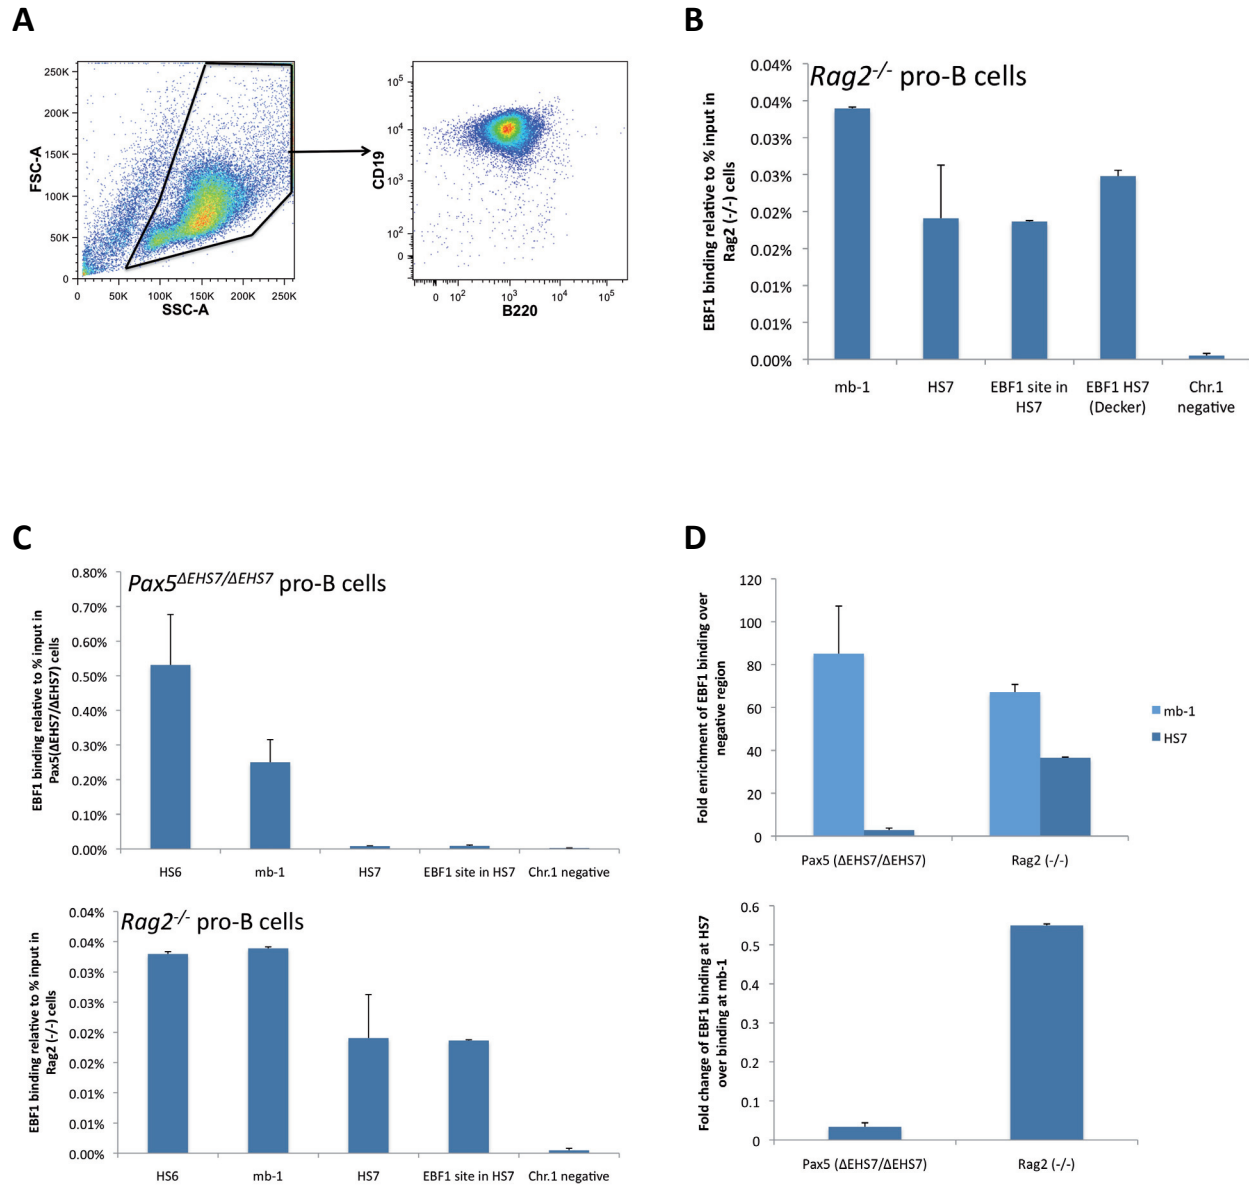 A
250K
200K
150K
100K
50K
0
FSC-A
0 50K 100K 150K 200K 250K
SSC-A
10^5
10^4
10^3
10^2
0
CD19
0 10^2 10^3 10^4 10^5
B220
B
Rag2-/- pro-B cells
EBF1 binding relative to % input in
Rag2 (-/-) cells
0.04%
0.04%
0.03%
0.03%
0.02%
0.02%
0.01%
0.01%
0.00%
mb-1 HS7 EBF1 site in EBF1 HS7 Chr.1
HS7 (Decker) negative
C
Pax5ΔEHS7/ΔEHS7 pro-B cells
EBF1 binding relative to % input in
Pax5(ΔEHS7/ΔEHS7) cells
0.80%
0.70%
0.60%
0.50%
0.40%
0.30%
0.20%
0.10%
0.00%
HS6 mb-1 HS7 EBF1 site in HS7 Chr.1 negative
Rag2-/- pro-B cells
EBF1 binding relative to % input in
Rag2 (-/-) cells
0.04%
0.04%
0.03%
0.03%
0.02%
0.02%
0.01%
0.01%
0.00%
HS6 mb-1 HS7 EBF1 site in HS7 Chr.1 negative
D
Fold enrichment of EBF1 binding over
negative region
120
100
80
60
40
20
0
Pax5 (ΔEHS7/ΔEHS7) Rag2 (-/-)
mb-1
HS7
Fold change of EBF1 binding at HS7
over binding at mb-1
0.6
0.5
0.4
0.3
0.2
0.1
0
Pax5 (ΔEHS7/ΔEHS7) Rag2 (-/-)